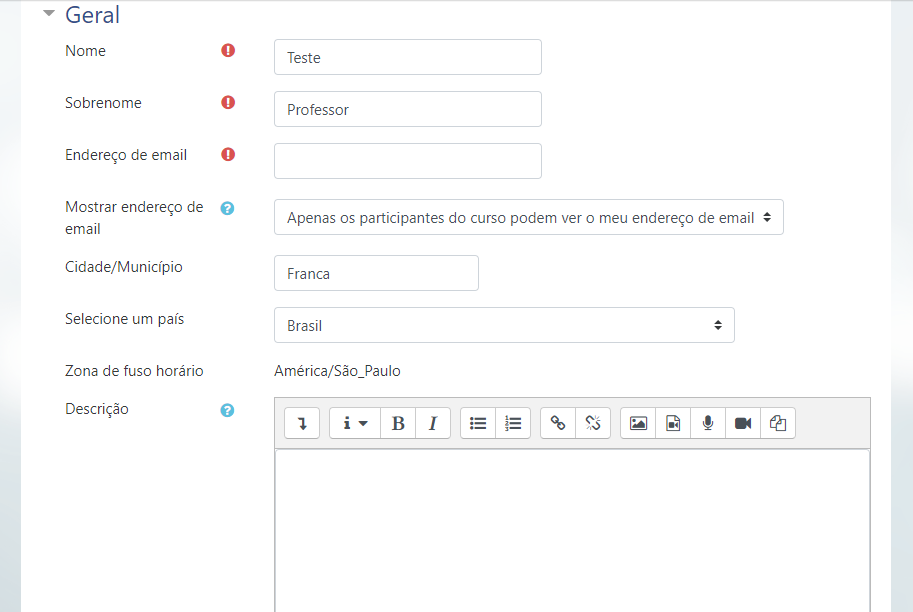 Geral
Nome
Teste
Sobrenome
Professor
Endereço de email
Mostrar endereço de
email
Apenas os participantes do curso podem ver o meu endereço de email
Cidade/Município
Franca
Selecione um país
Brasil
Zona de fuso horário
América/São_Paulo
Descrição
B I